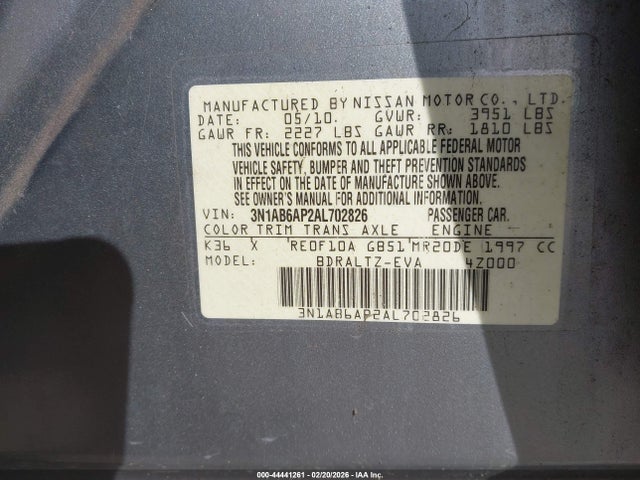 MANUFACTURED BY NISSAN MOTOR CO., LTD.
DATE: 05/10. GVWR: 3951 LBS
GAWR FR: 2227 LBS GAWR RR: 1810 LBS
THIS VEHICLE CONFORMS TO ALL APPLICABLE FEDERAL MOTOR
VEHICLE SAFETY, BUMPER AND THEFT PREVENTION STANDARDS
IN EFFECT ON THE DATE OF MANUFACTURE SHOWN ABOVE.
SEE OWNER'S MANUAL FOR ADDITIONAL INFORMATION.
VIN: 3N1AB6AP2AL702826 PASSENGER CAR.
COLOR TRIM TRANS AXLE ENGINE
K36 X RE0F10A GB51 MR20DE 1997 CC
MODEL: BDRALTZ-EVA 4Z000
3N1AB6AP2AL702826
000-44441261 - 02/20/2026 - IAA Inc.